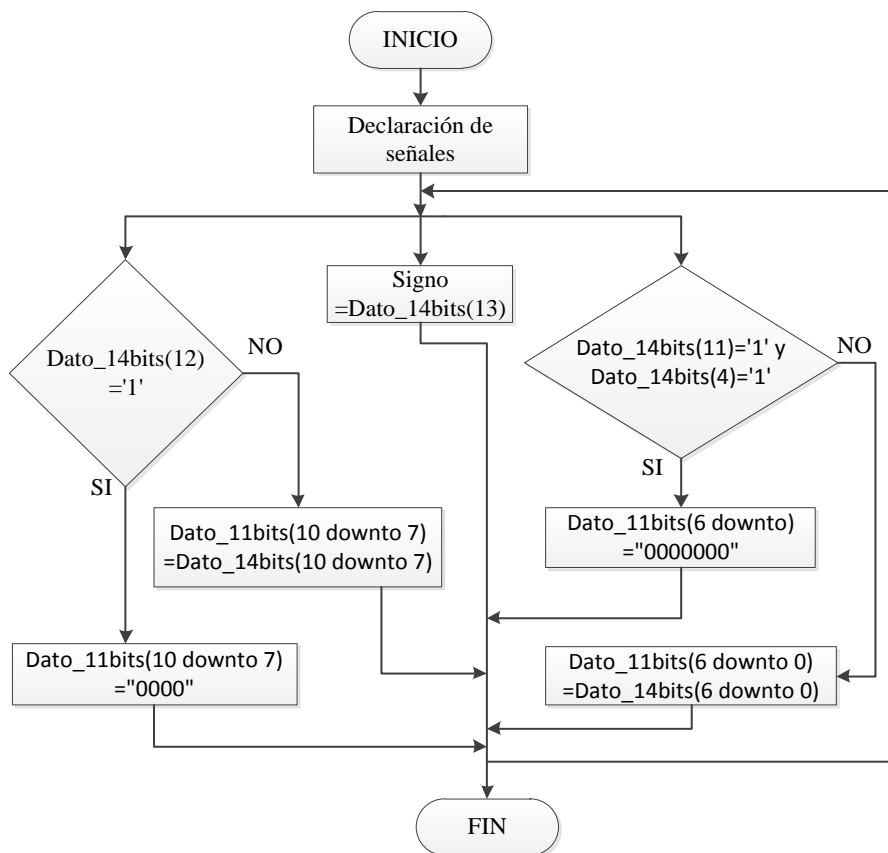 INICIO
Declaración de
señales
Signo
=Dato_14bits(13)
Dato_14bits(12)
='1'
NO
SI
Dato_14bits(11)='1' y
Dato_14bits(4)='1'
NO
SI
Dato_11bits(10 downto 7)
=Dato_14bits(10 downto 7)
Dato_11bits(6 downto)
="0000000"
Dato_11bits(10 downto 7)
="0000"
Dato_11bits(6 downto 0)
=Dato_14bits(6 downto 0)
FIN